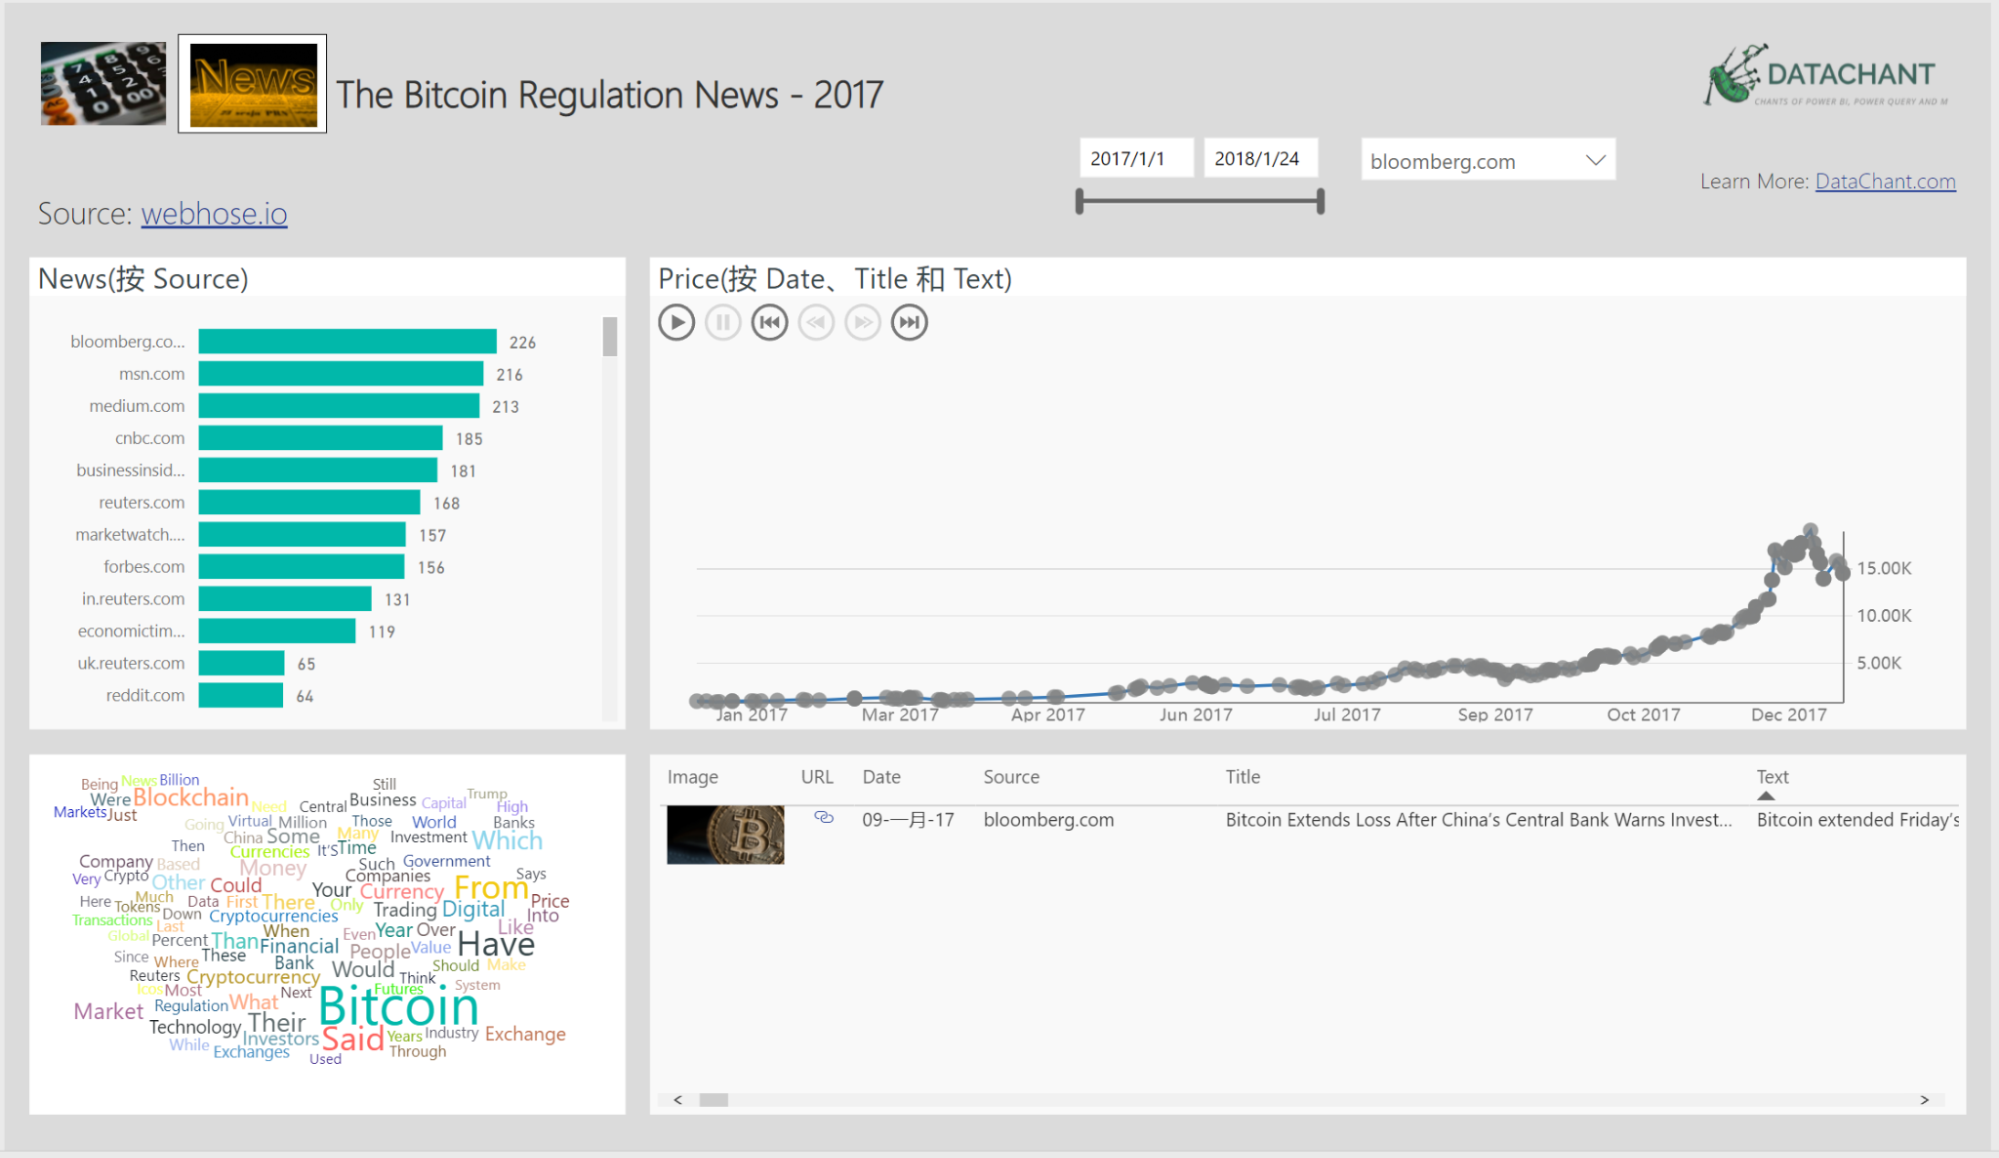 News
The Bitcoin Regulation News - 2017
DATACHANT
CHANTS OF POWER BI, POWER QUERY AND M
2017/1/1 2018/1/24 bloomberg.com
Learn More: DataChant.com
Source: webhose.io
News(按 Source)
bloomberg.co... 226
msn.com 216
medium.com 213
cnbc.com 185
businessinsid... 181
reuters.com 168
marketwatch.... 157
forbes.com 156
in.reuters.com 131
economictim... 119
uk.reuters.com 65
reddit.com 64
Price(按 Date、Title 和 Text)
15.00K
10.00K
5.00K
Jan 2017 Mar 2017 Apr 2017 Jun 2017 Jul 2017 Sep 2017 Oct 2017 Dec 2017
Being News Billion Still
Were Blockchain Need Central Business Capital Trump High
Markets Just Going Virtual Million Those World Banks
China Some Many Investment Which
Then Currencies It'S Time
Company Based Money Such Government
Very Crypto Other Could Companies Says
Your Currency From
Here Tokens Much Data First There Only Trading Digital Price
Transactions Down Cryptocurrencies Into
Last When Even Year Over Like
Global Percent Than Financial People Value Have
Since Where These Bank Would Should Make
Reuters Cryptocurrency Think
Icos Most Next Futures System
Market Regulation What Bitcoin
Technology Their
Investors Said Years Industry Exchange
While Exchanges Used Through
Image URL Date Source Title Text
09-一月-17 bloomberg.com Bitcoin Extends Loss After China's Central Bank Warns Invest... Bitcoin extended Friday's